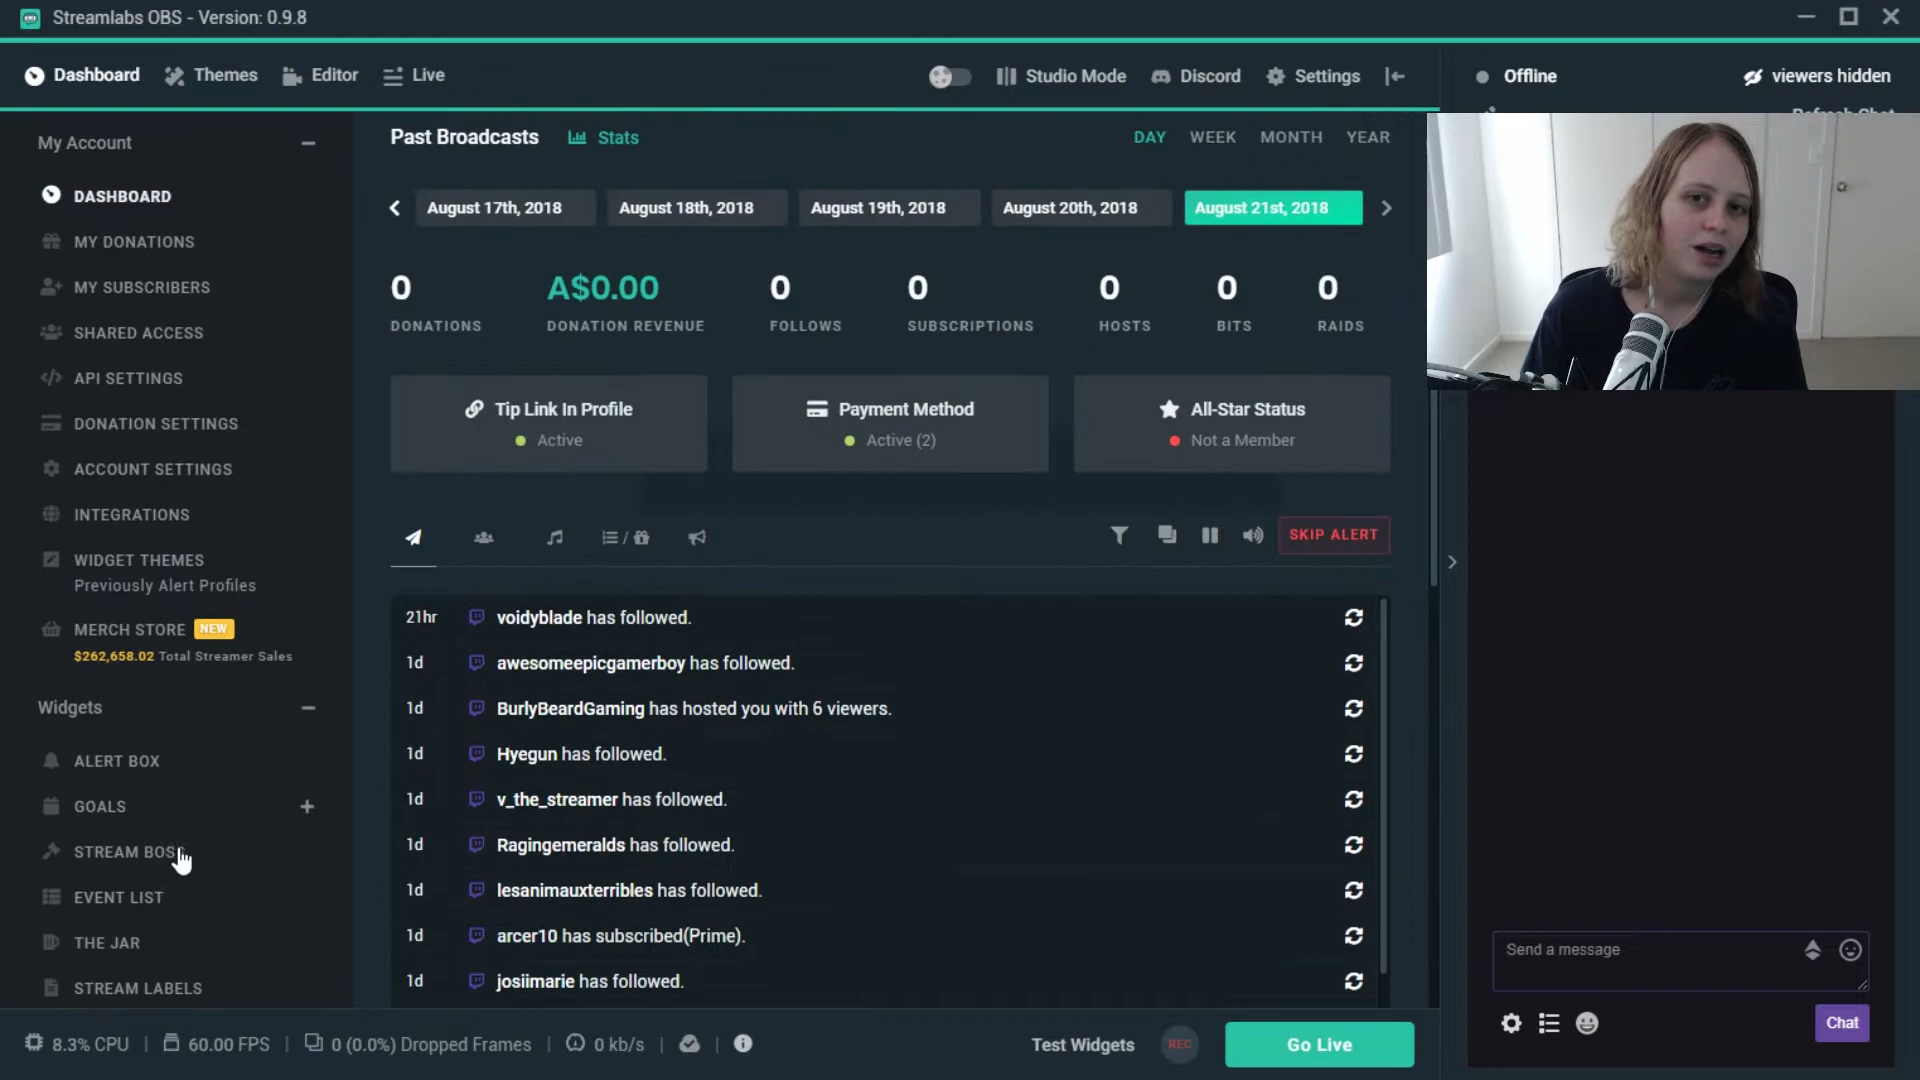 Streamlabs OBS - Version: 0.9.8
Dashboard
Themes
Editor
Live
Studio Mode
Discord
Settings
Offline
viewers hidden
Refresh Chat
My Account
DASHBOARD
MY DONATIONS
MY SUBSCRIBERS
SHARED ACCESS
API SETTINGS
DONATION SETTINGS
ACCOUNT SETTINGS
INTEGRATIONS
WIDGET THEMES
Previously Alert Profiles
MERCH STORE NEW
$262,658.02 Total Streamer Sales
Widgets
ALERT BOX
GOALS
STREAM BOSS
EVENT LIST
THE JAR
STREAM LABELS
Past Broadcasts
Stats
DAY WEEK MONTH YEAR
August 17th, 2018
August 18th, 2018
August 19th, 2018
August 20th, 2018
August 21st, 2018
0 A$0.00 0 0 0 0 0
DONATIONS DONATION REVENUE FOLLOWS SUBSCRIPTIONS HOSTS BITS RAIDS
Tip Link In Profile
Active
Payment Method
Active (2)
All-Star Status
Not a Member
SKIP ALERT
21hr voidyblade has followed.
1d awesomeepicgamerboy has followed.
1d BurlyBeardGaming has hosted you with 6 viewers.
1d Hyegun has followed.
1d v_the_streamer has followed.
1d Ragingemeralds has followed.
1d lesanimauxterribles has followed.
1d arcer10 has subscribed(Prime).
1d josiimarie has followed.
Send a message
Chat
8.3% CPU
60.00 FPS
0 (0.0%) Dropped Frames
0 kb/s
Test Widgets
REC
Go Live